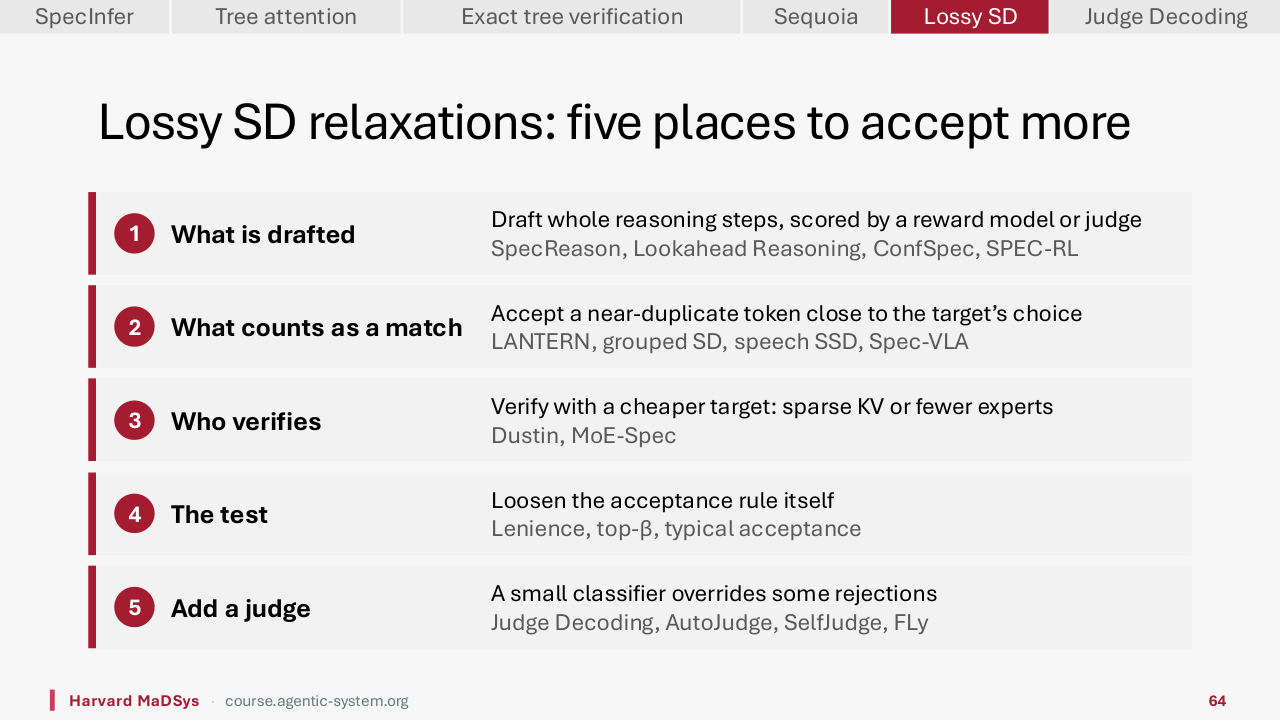 SpecInfer
Tree attention
Exact tree verification
Sequoia
Lossy SD
Judge Decoding
Lossy SD relaxations: five places to accept more
1
What is drafted
Draft whole reasoning steps, scored by a reward model or judge
SpecReason, Lookahead Reasoning, ConfSpec, SPEC-RL
2
What counts as a match
Accept a near-duplicate token close to the target’s choice
LANTERN, grouped SD, speech SSD, Spec-VLA
3
Who verifies
Verify with a cheaper target: sparse KV or fewer experts
Dustin, MoE-Spec
4
The test
Loosen the acceptance rule itself
Lenience, top-β, typical acceptance
5
Add a judge
A small classifier overrides some rejections
Judge Decoding, AutoJudge, SelfJudge, FLy
Harvard MaDSys · course.agentic-system.org
64